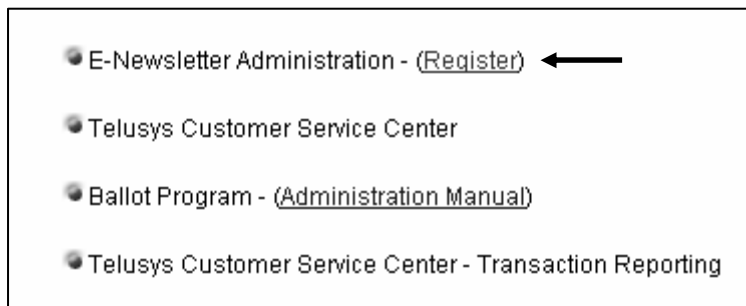 E-Newsletter Administration - (Register)
Telusys Customer Service Center
Ballot Program - (Administration Manual)
Telusys Customer Service Center - Transaction Reporting